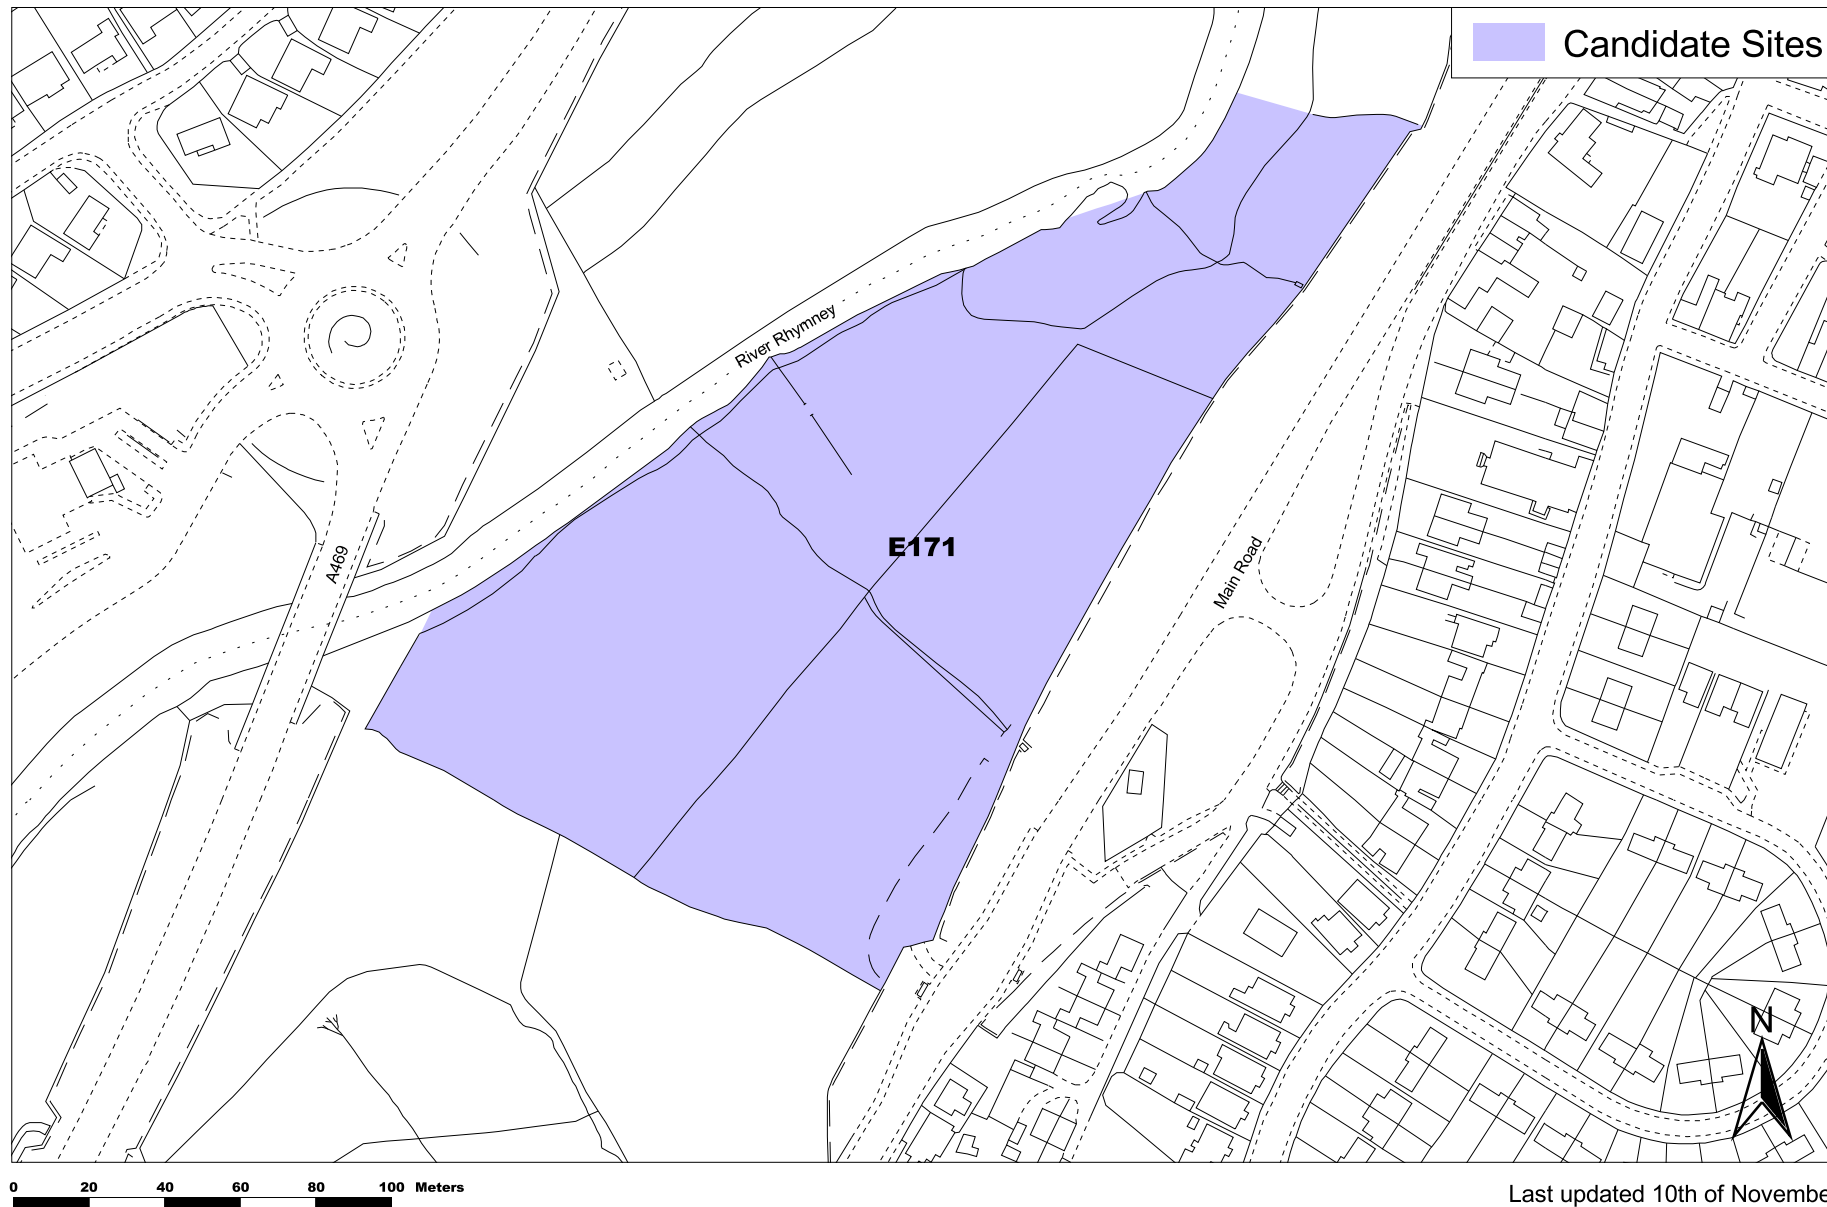 Candidate Sites
River Rhymney
A469
E171
Main Road
N
0 20 40 60 80 100 Meters
Last updated 10th of